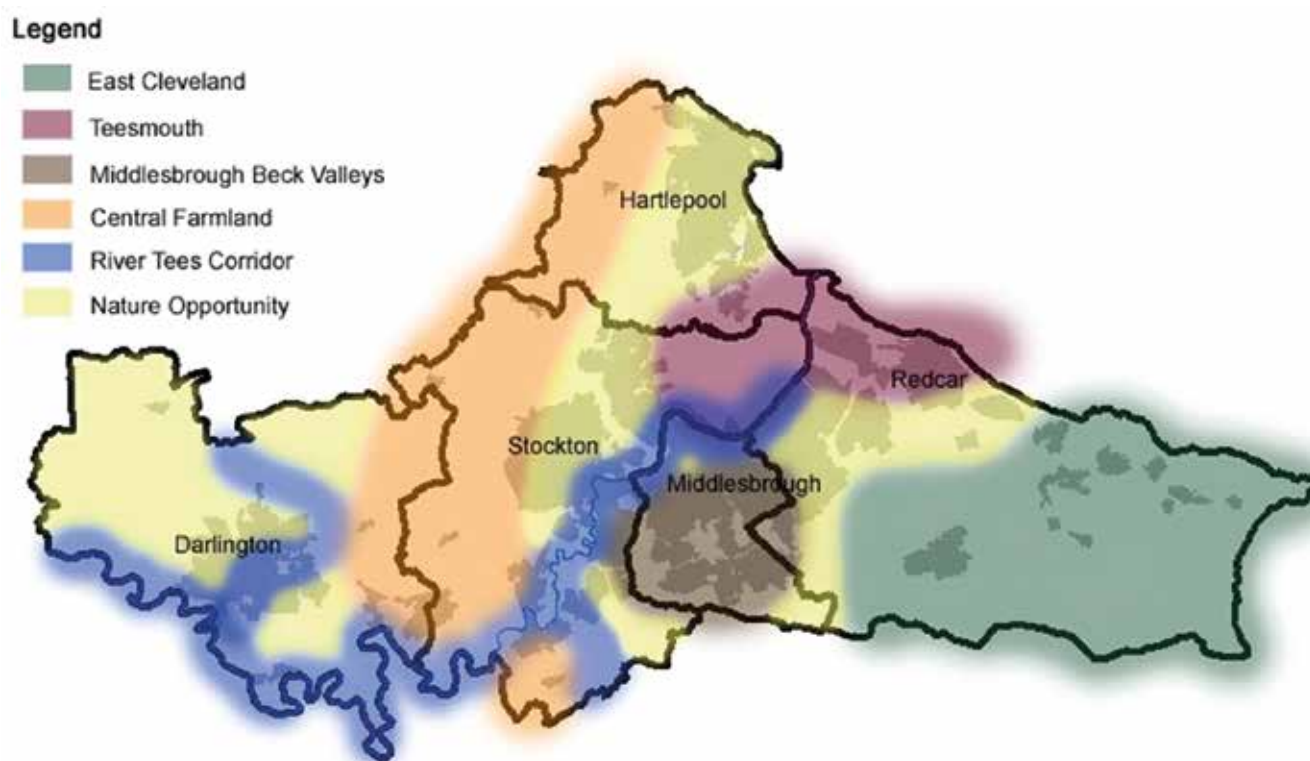 Legend
East Cleveland
Teesmouth
Middlesbrough Beck Valleys
Central Farmland
River Tees Corridor
Nature Opportunity
Hartlepool
Redcar
Stockton
Middlesbrough
Darlington